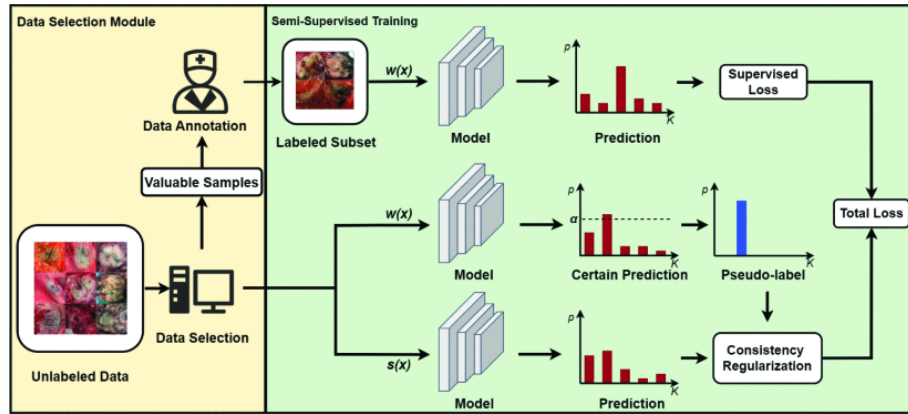 Data Selection Module
Semi-Supervised Training
Data Annotation
Valuable Samples
Unlabeled Data
Data Selection
Labeled Subset
w(x)
Model
p
K
Prediction
Supervised
Loss
w(x)
Model
p
α
K
Certain Prediction
p
K
Pseudo-label
Total Loss
s(x)
Model
p
K
Prediction
Consistency
Regularization